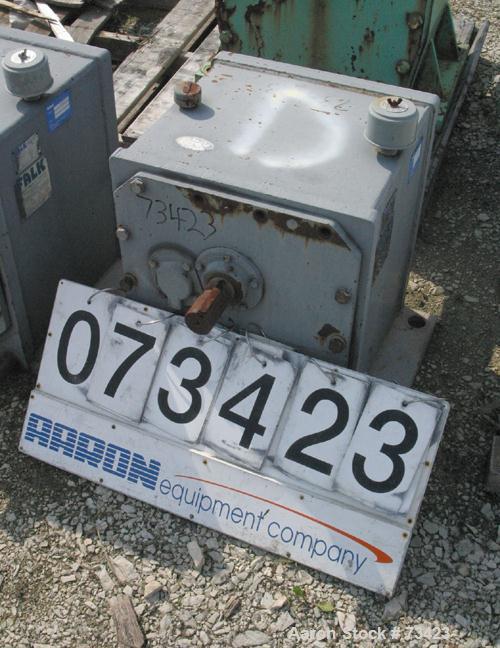 FALK
D
73423
073423
AARON
equipment company
Aaron Stock # 73423